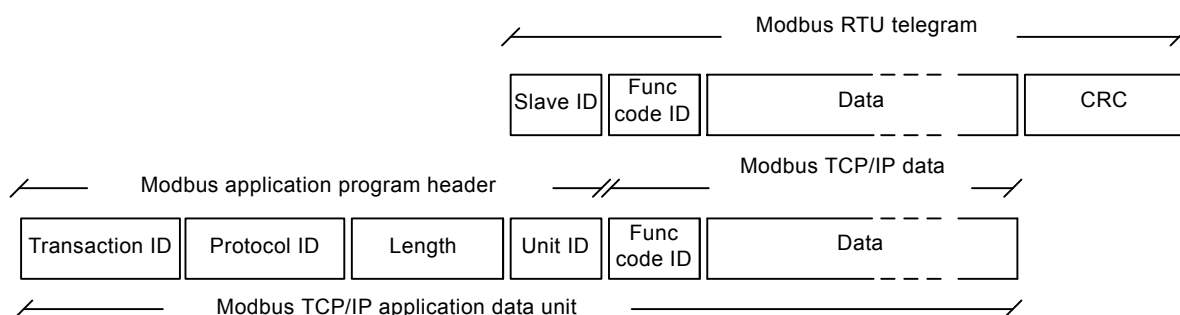 Modbus RTU telegram
Slave ID
Func
code ID
Data
CRC
Modbus TCP/IP data
Modbus application program header
Transaction ID
Protocol ID
Length
Unit ID
Func
code ID
Data
Modbus TCP/IP application data unit